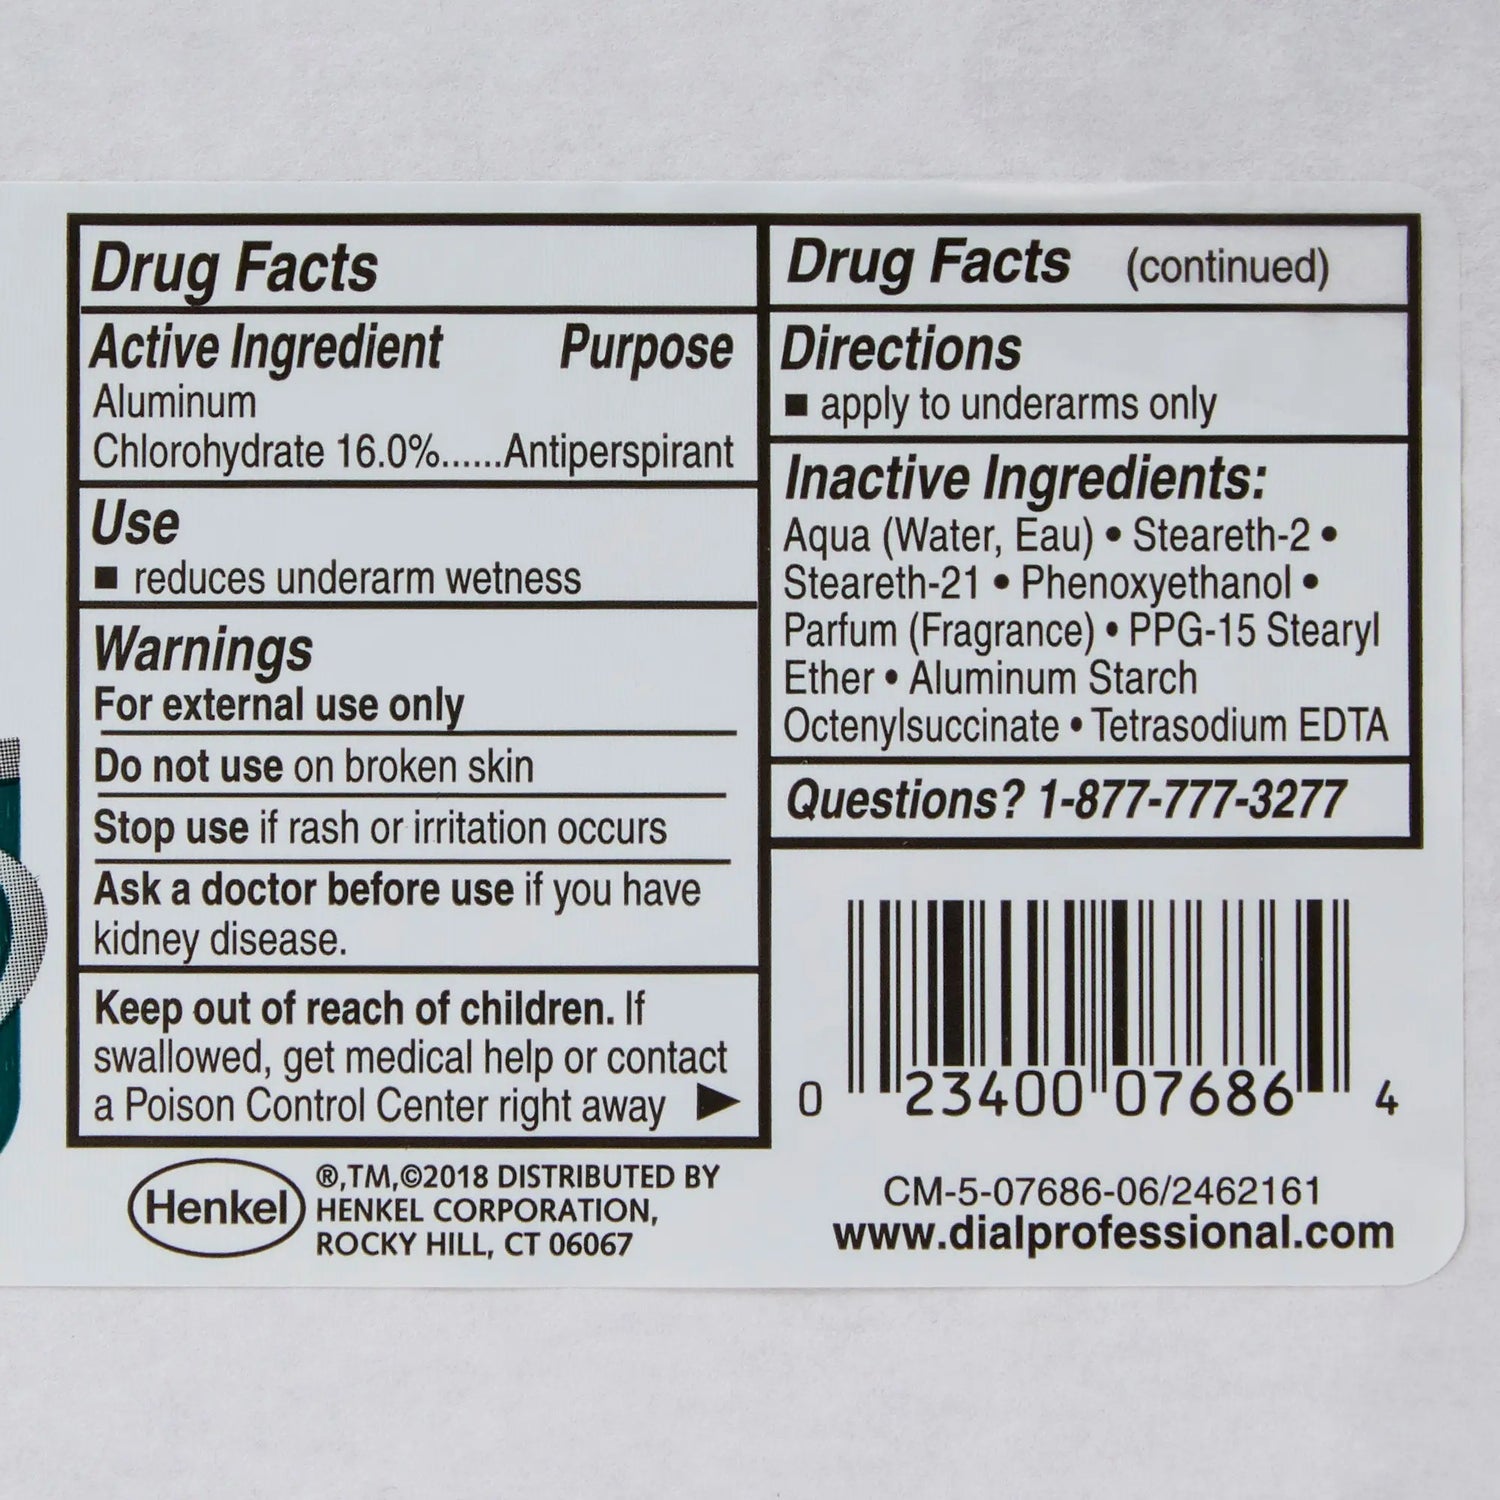 Drug Facts
Active Ingredient Purpose
Aluminum
Chlorohydrate 16.0%......Antiperspirant
Use
■ reduces underarm wetness
Warnings
For external use only
Do not use on broken skin
Stop use if rash or irritation occurs
Ask a doctor before use if you have
kidney disease.
Keep out of reach of children. If
swallowed, get medical help or contact
a Poison Control Center right away ▶
Drug Facts (continued)
Directions
■ apply to underarms only
Inactive Ingredients:
Aqua (Water, Eau) • Steareth-2 •
Steareth-21 • Phenoxyethanol •
Parfum (Fragrance) • PPG-15 Stearyl
Ether • Aluminum Starch
Octenylsuccinate • Tetrasodium EDTA
Questions? 1-877-777-3277
0 23400 07686 4
Henkel
®,TM,©2018 DISTRIBUTED BY
HENKEL CORPORATION,
ROCKY HILL, CT 06067
CM-5-07686-06/2462161
www.dialprofessional.com